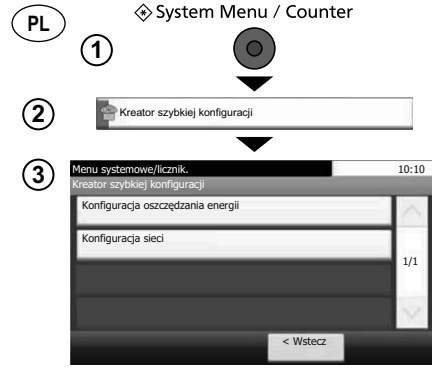 PL
System Menu / Counter
1
2
Kreator szybkiej konfiguracji
3
Menu systemowe/licznik.
10:10
Kreator szybkiej konfiguracji
Konfiguracja oszczędzania energii
Konfiguracja sieci
1/1
< Wstecz